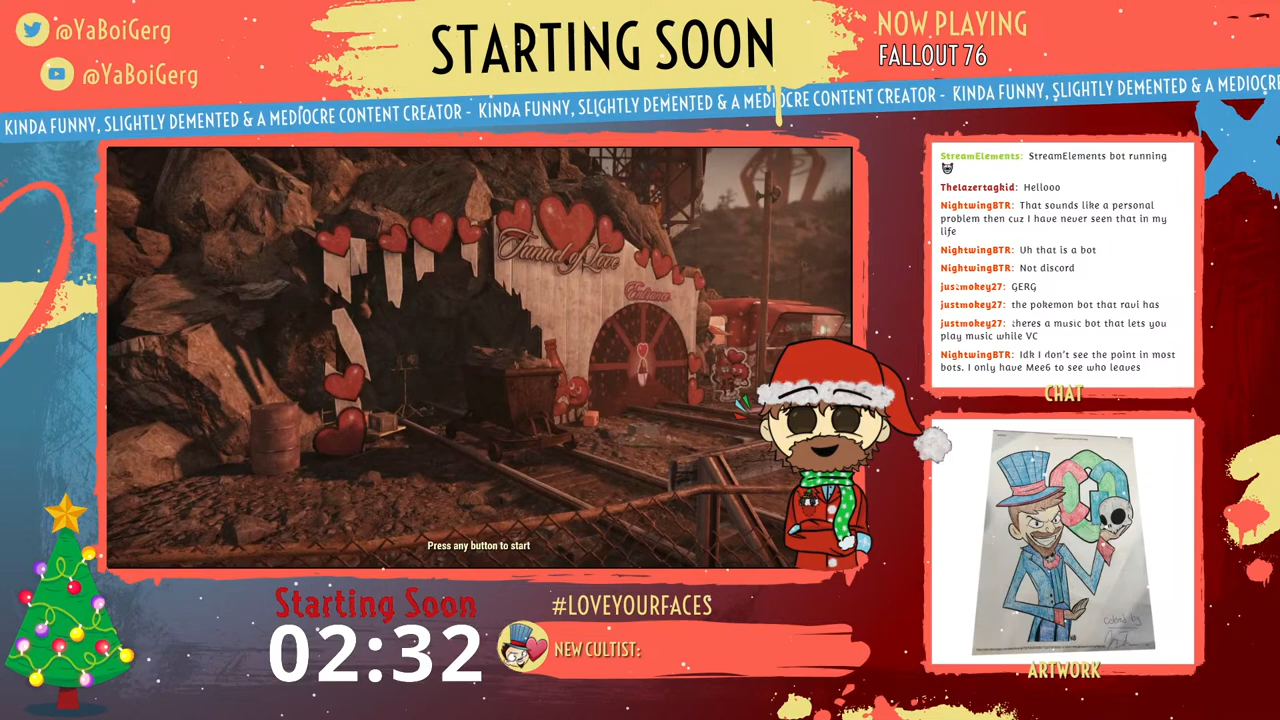 @YaBoiGerg
@YaBoiGerg
STARTING SOON
NOW PLAYING
FALLOUT 76
KINDA FUNNY, SLIGHTLY DEMENTED & A MEDIOCRE CONTENT CREATOR - KINDA FUNNY, SLIGHTLY DEMENTED & A MEDIOCRE CONTENT CREATOR - KINDA FUNNY, SLIGHTLY DEMENTED & A MEDIOCRE
Tunnel of Love
Entrance
Press any button to start
StreamElements: StreamElements bot running
Thelazertagkid: Hellooo
NightwingBTR: That sounds like a personal
problem then cuz I have never seen that in my
life
NightwingBTR: Uh that is a bot
NightwingBTR: Not discord
justmokey27: GERG
justmokey27: the pokemon bot that ravi has
justmokey27: theres a music bot that lets you
play music while VC
NightwingBTR: Idk I don't see the point in most
bots. I only have Mee6 to see who leaves
CHAT
Colored by
ARTWORK
Starting Soon
02:32
#LOVEYOURFACES
NEW CULTIST: